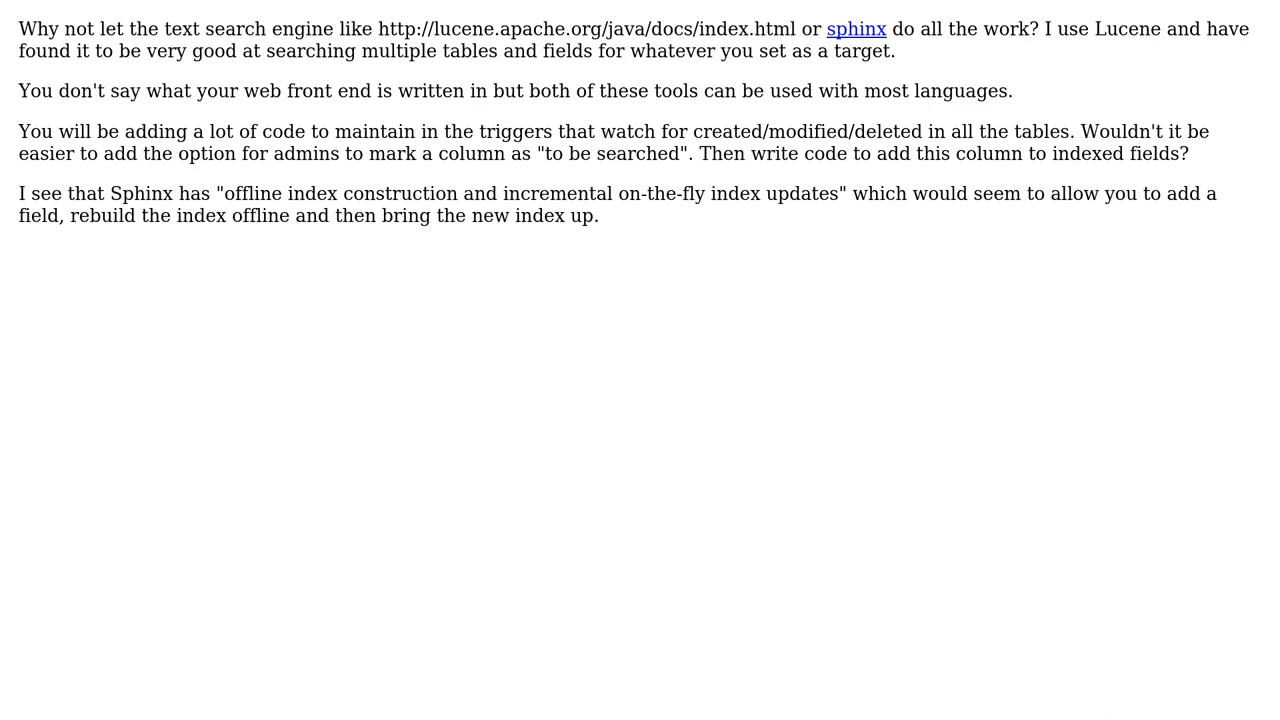 Why not let the text search engine like http://lucene.apache.org/java/docs/index.html or sphinx do all the work? I use Lucene and have
found it to be very good at searching multiple tables and fields for whatever you set as a target.
You don't say what your web front end is written in but both of these tools can be used with most languages.
You will be adding a lot of code to maintain in the triggers that watch for created/modified/deleted in all the tables. Wouldn't it be
easier to add the option for admins to mark a column as "to be searched". Then write code to add this column to indexed fields?
I see that Sphinx has "offline index construction and incremental on-the-fly index updates" which would seem to allow you to add a
field, rebuild the index offline and then bring the new index up.